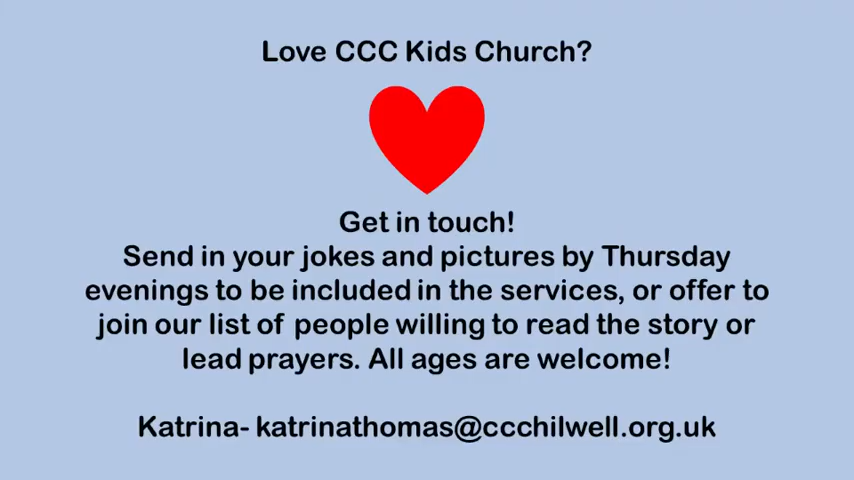 Love CCC Kids Church?
Get in touch!
Send in your jokes and pictures by Thursday
evenings to be included in the services, or offer to
join our list of people willing to read the story or
lead prayers. All ages are welcome!
Katrina- katrinathomas@ccchilwell.org.uk